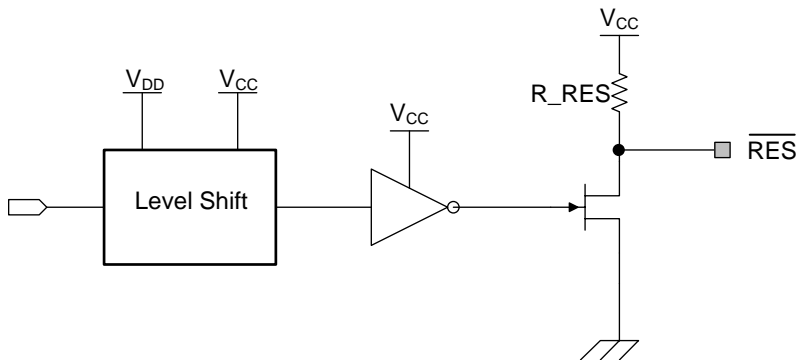 V_CC
V_DD V_CC
R_RES
V_CC
RES
Level Shift